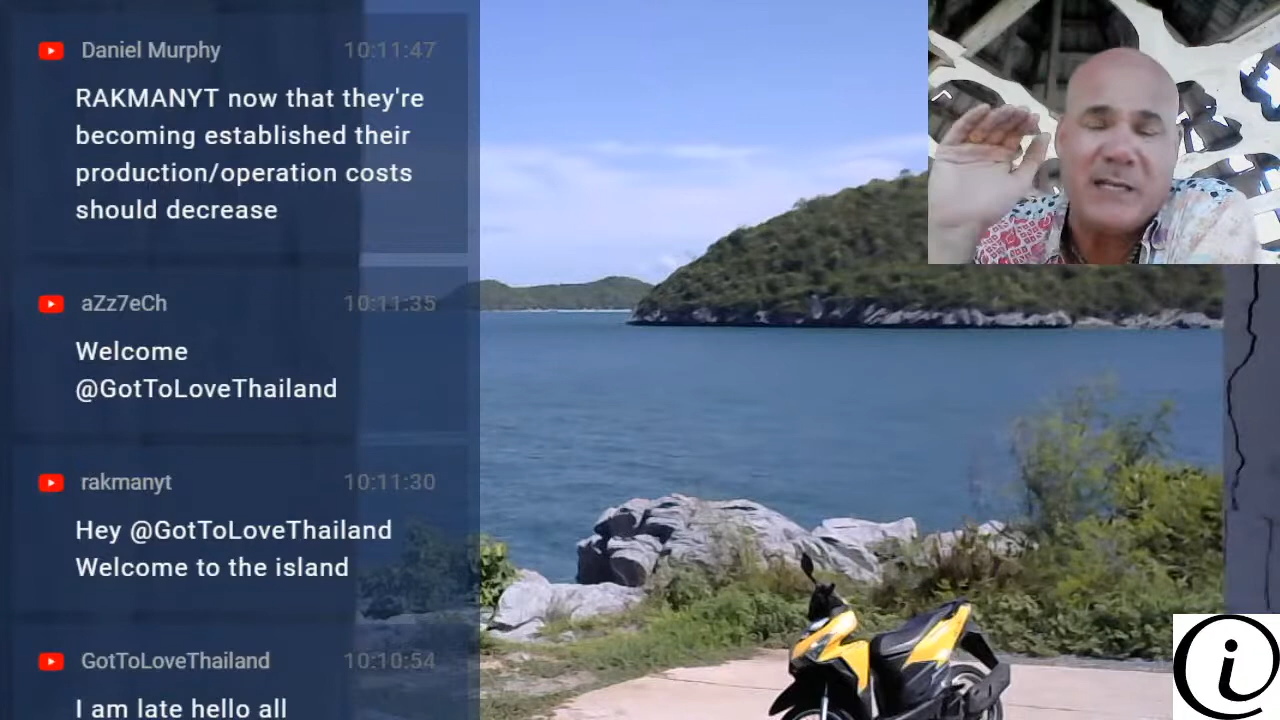 Daniel Murphy 10:11:47
RAKMANYT now that they're
becoming established their
production/operation costs
should decrease
aZz7eCh 10:11:35
Welcome
@GotToLoveThailand
rakmanyt 10:11:30
Hey @GotToLoveThailand
Welcome to the island
GotToLoveThailand 10:10:54
I am late hello all
i